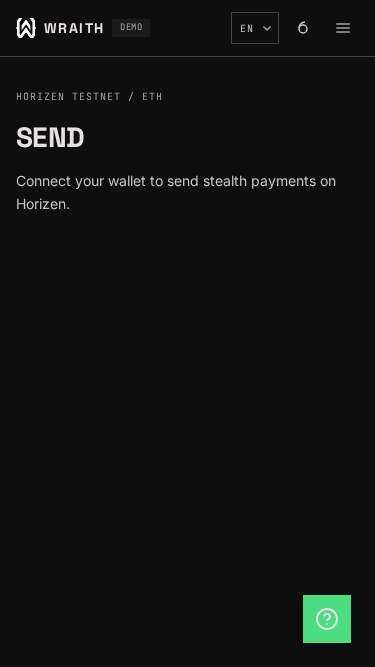 WRAITH DEMO EN
HORIZEN TESTNET / ETH
SEND
Connect your wallet to send stealth payments on
Horizen.